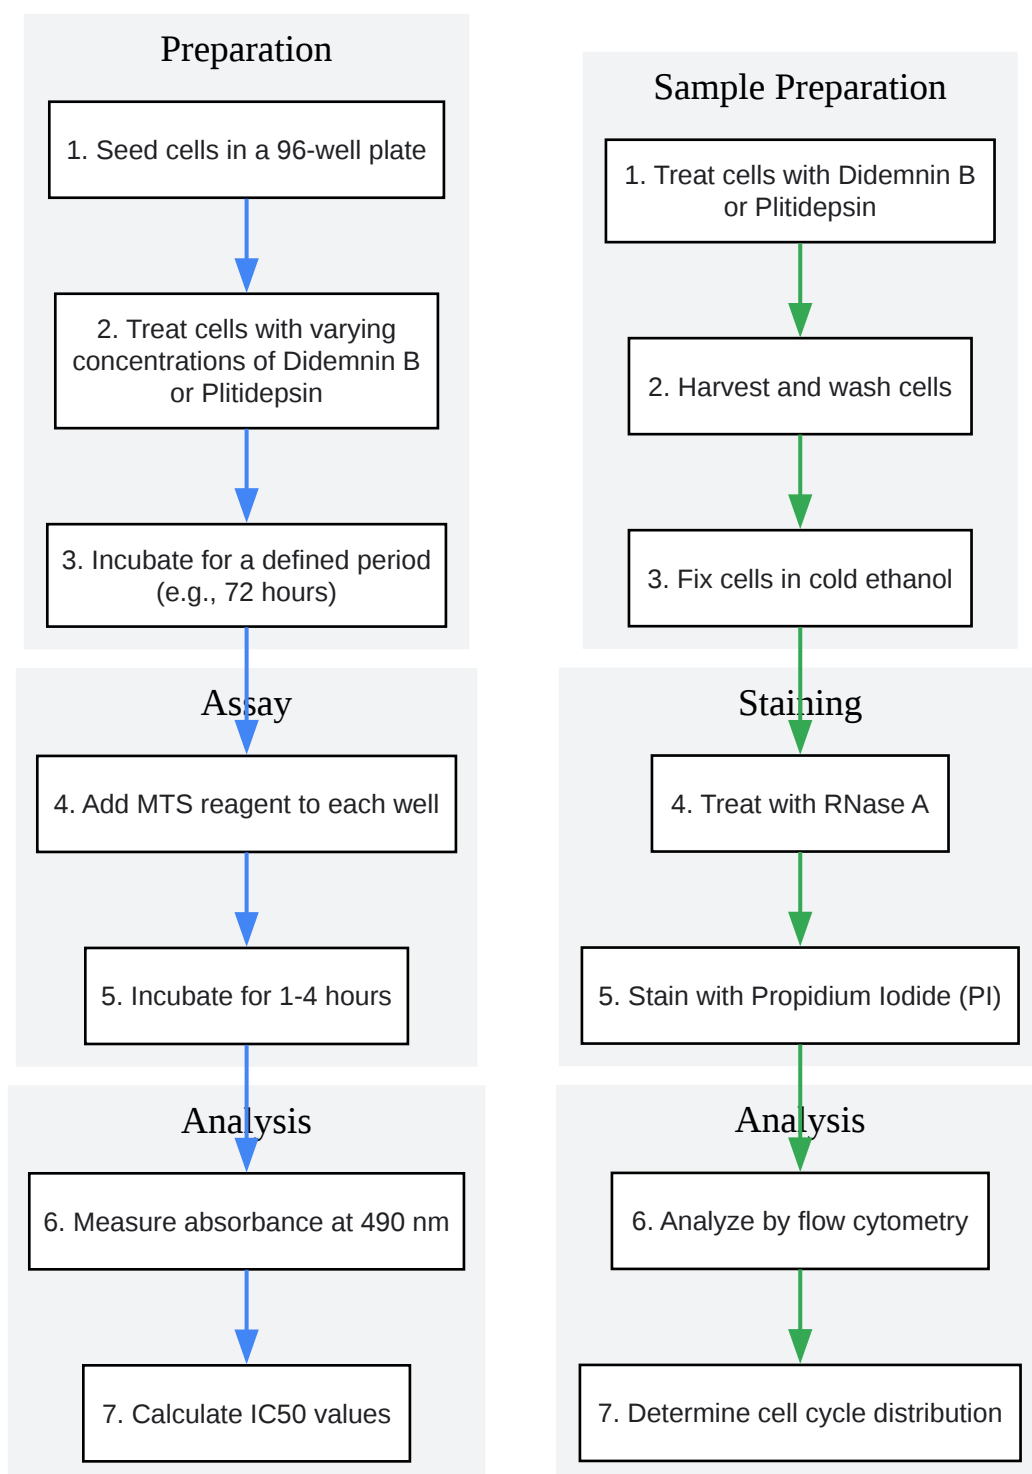 Preparation
1. Seed cells in a 96-well plate
2. Treat cells with varying
concentrations of Didemnin B
or Plitidepsin
3. Incubate for a defined period
(e.g., 72 hours)
Assay
4. Add MTS reagent to each well
5. Incubate for 1-4 hours
Analysis
6. Measure absorbance at 490 nm
7. Calculate IC50 values
Sample Preparation
1. Treat cells with Didemnin B
or Plitidepsin
2. Harvest and wash cells
3. Fix cells in cold ethanol
Staining
4. Treat with RNase A
5. Stain with Propidium Iodide (PI)
Analysis
6. Analyze by flow cytometry
7. Determine cell cycle distribution